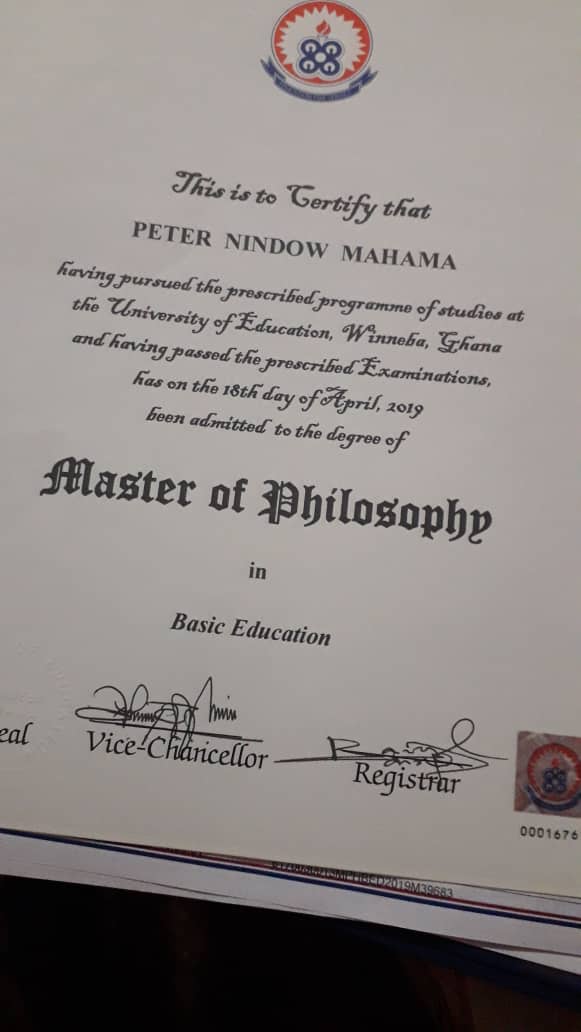 This is to Certify that
PETER NINDOW MAHAMA
having pursued the prescribed programme of studies at
the University of Education, Winneba, Ghana
and having passed the prescribed Examinations,
has on the 18th day of April, 2019
been admitted to the degree of
Master of Philosophy
in
Basic Education
eal
Vice-Chancellor
Registrar
0001676
MPHBED2019M39683